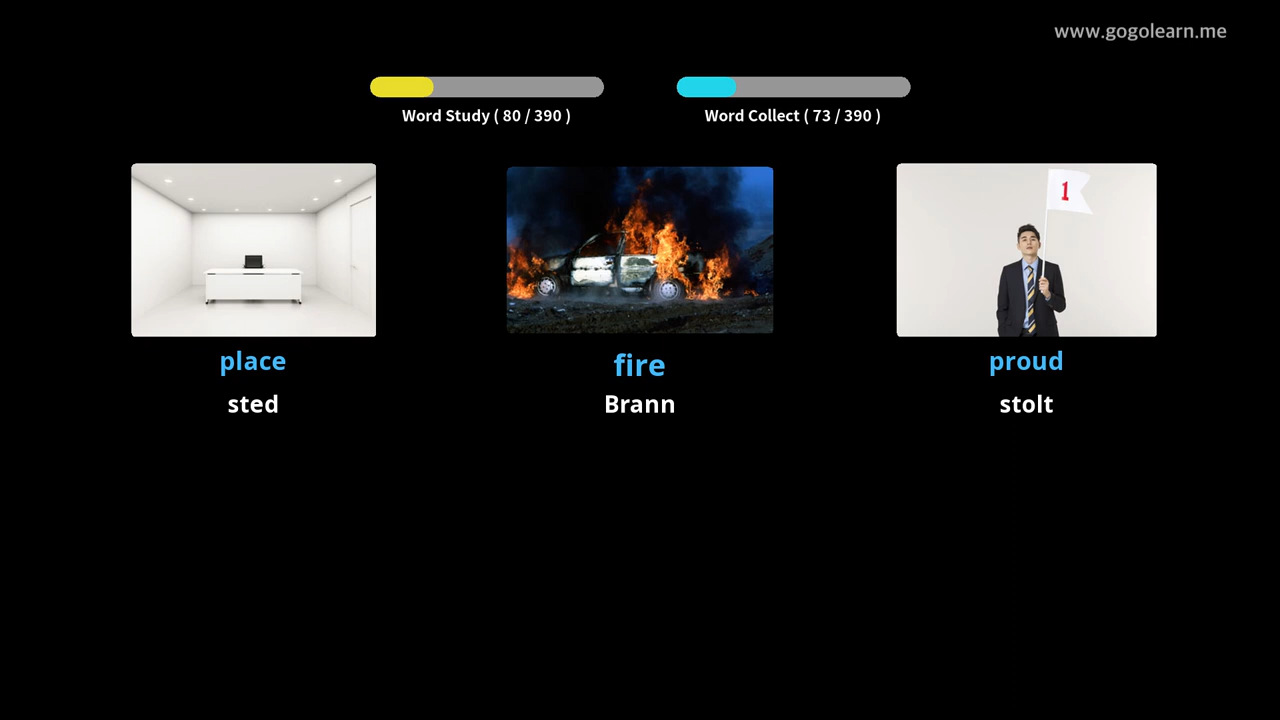 www.gogolearn.me
Word Study ( 80 / 390 )
Word Collect ( 73 / 390 )
1
place
fire
proud
sted
Brann
stolt